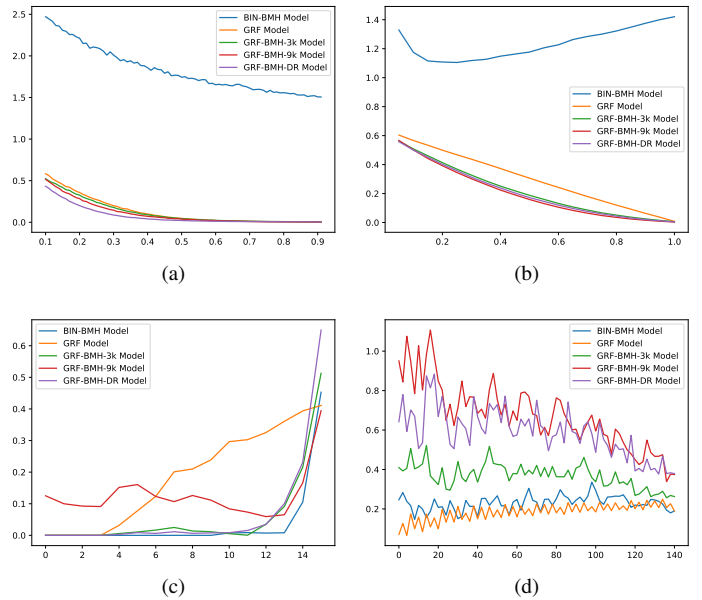 2.5
2.0
1.5
1.0
0.5
0.0
0.1 0.2 0.3 0.4 0.5 0.6 0.7 0.8 0.9
BIN-BMH Model
GRF Model
GRF-BMH-3k Model
GRF-BMH-9k Model
GRF-BMH-DR Model
(a)
1.4
1.2
1.0
0.8
0.6
0.4
0.2
0.0
0.2 0.4 0.6 0.8 1.0
BIN-BMH Model
GRF Model
GRF-BMH-3k Model
GRF-BMH-9k Model
GRF-BMH-DR Model
(b)
BIN-BMH Model
GRF Model
GRF-BMH-3k Model
GRF-BMH-9k Model
GRF-BMH-DR Model
0.6
0.5
0.4
0.3
0.2
0.1
0.0
0 2 4 6 8 10 12 14
(c)
BIN-BMH Model
GRF Model
GRF-BMH-3k Model
GRF-BMH-9k Model
GRF-BMH-DR Model
1.0
0.8
0.6
0.4
0.2
0 20 40 60 80 100 120 140
(d)